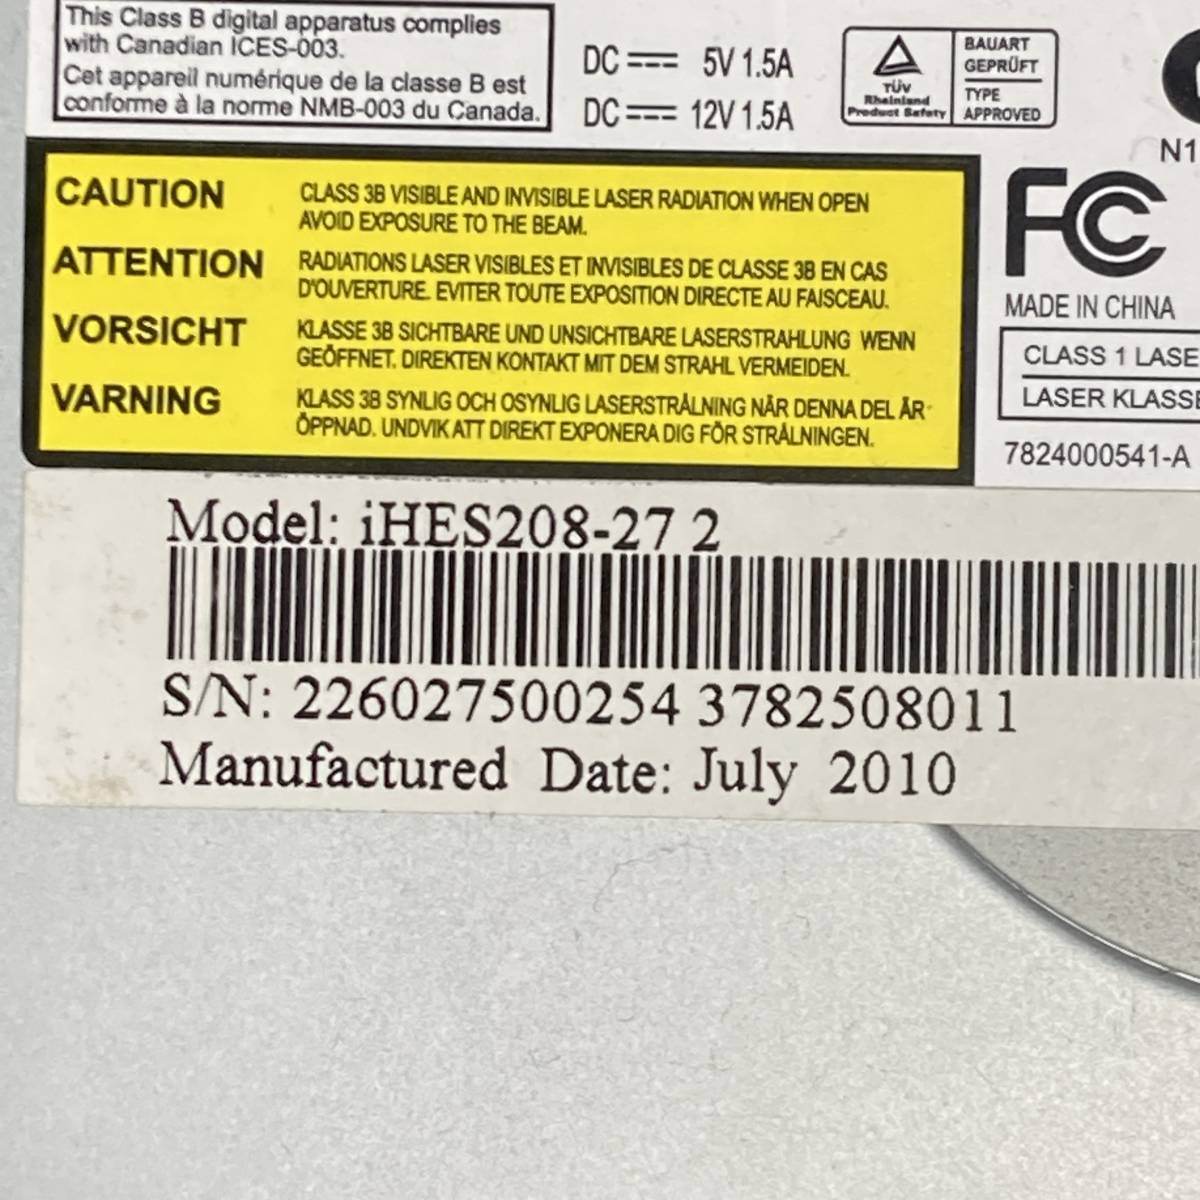 This Class B digital apparatus complies
with Canadian ICES-003.
Cet appareil numérique de la classe B est
conforme à la norme NMB-003 du Canada.
DC 5V 1.5A
DC 12V 1.5A
TÜV
Rheinland
Product Safety
BAUART
GEPRÜFT
TYPE
APPROVED
N1
CAUTION CLASS 3B VISIBLE AND INVISIBLE LASER RADIATION WHEN OPEN
AVOID EXPOSURE TO THE BEAM.
ATTENTION RADIATIONS LASER VISIBLES ET INVISIBLES DE CLASSE 3B EN CAS
D'OUVERTURE. EVITER TOUTE EXPOSITION DIRECTE AU FAISCEAU.
VORSICHT KLASSE 3B SICHTBARE UND UNSICHTBARE LASERSTRAHLUNG WENN
GEÖFFNET. DIREKTEN KONTAKT MIT DEM STRAHL VERMEIDEN.
VARNING KLASS 3B SYNLIG OCH OSYNLIG LASERSTRÅLNING NÄR DENNA DEL ÄR
ÖPPNAD. UNDVIK ATT DIREKT EXPONERA DIG FÖR STRÅLNINGEN.
FC
MADE IN CHINA
CLASS 1 LASE
LASER KLASSE
7824000541-A
Model: iHES208-27 2
S/N: 226027500254 3782508011
Manufactured Date: July 2010